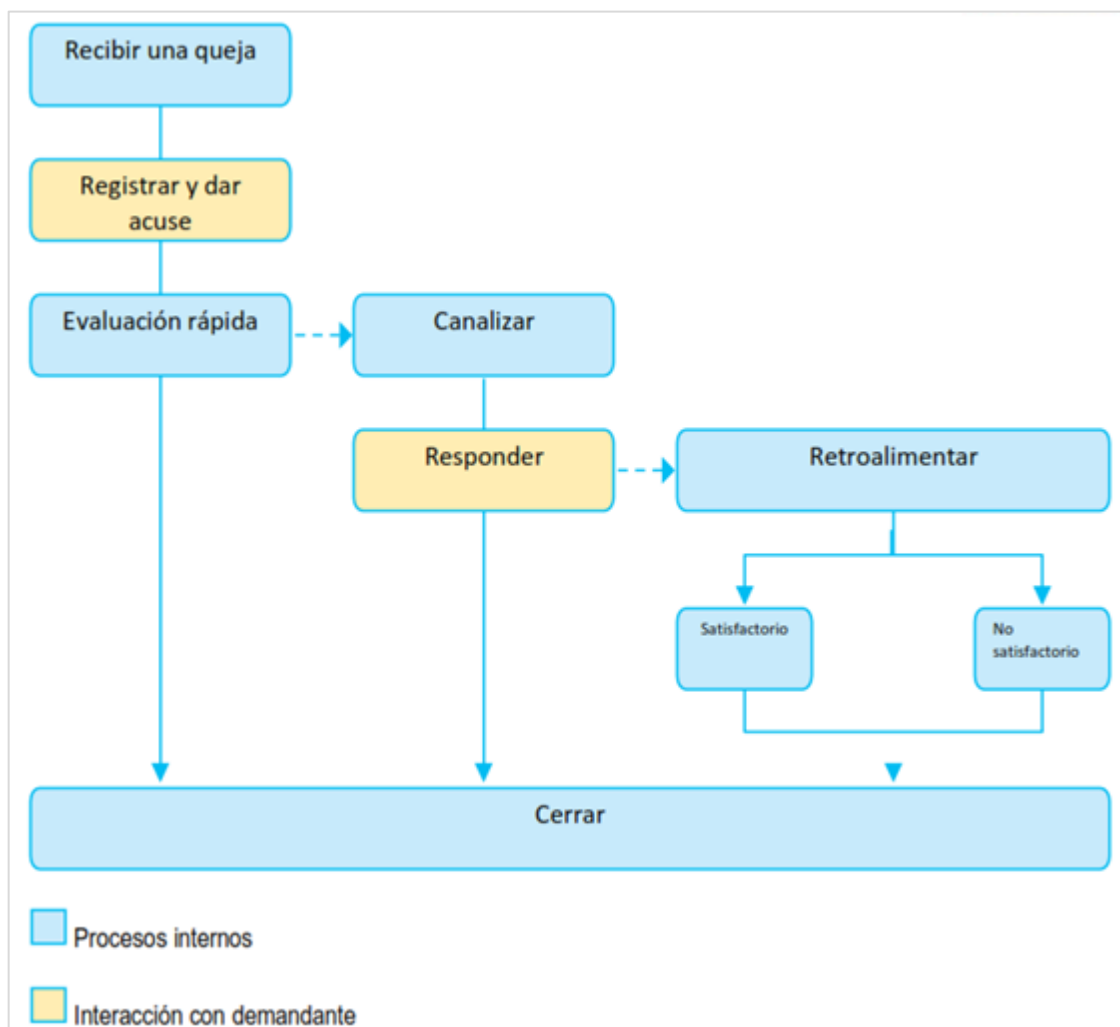 Recibir una queja
Registrar y dar
acuse
Evaluación rápida
Canalizar
Responder
Retroalimentar
Satisfactorio
No
satisfactorio
Cerrar
Procesos internos
Interacción con demandante